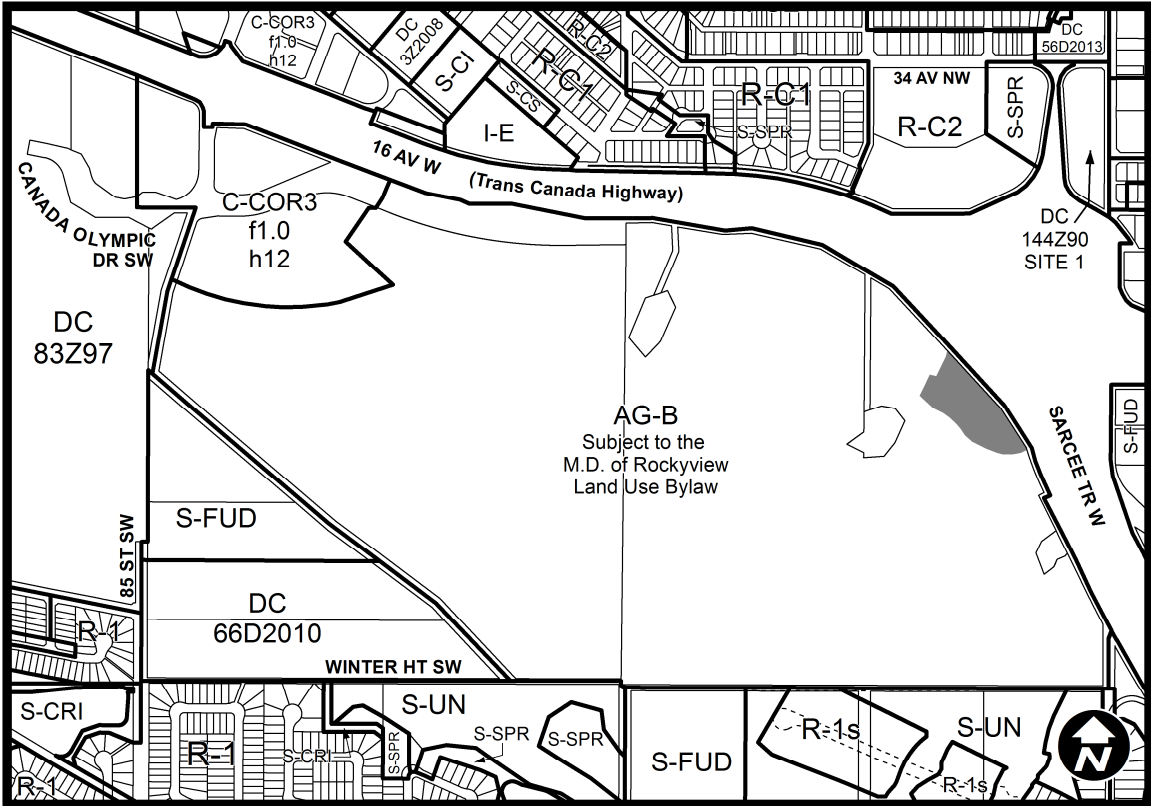 C-COR3
f1.0
h12
DC
3Z2008
S-CI
R-C2
R-C1
S-CS
I-E
R-C1
S-SPR
34 AV NW
R-C2
S-SPR
DC
56D2013
16 AV W
(Trans Canada Highway)
DC
144Z90
SITE 1
CANADA OLYMPIC
DR SW
C-COR3
f1.0
h12
DC
83Z97
AG-B
Subject to the
M.D. of Rockyview
Land Use Bylaw
SARCEE TR W
S-FUD
S-FUD
85 ST SW
DC
66D2010
R-1
WINTER HT SW
S-CRI
R-1
R-1
S-CRI
S-SPR
S-UN
S-SPR
S-SPR
S-FUD
R-1s
S-UN
R-1s
N